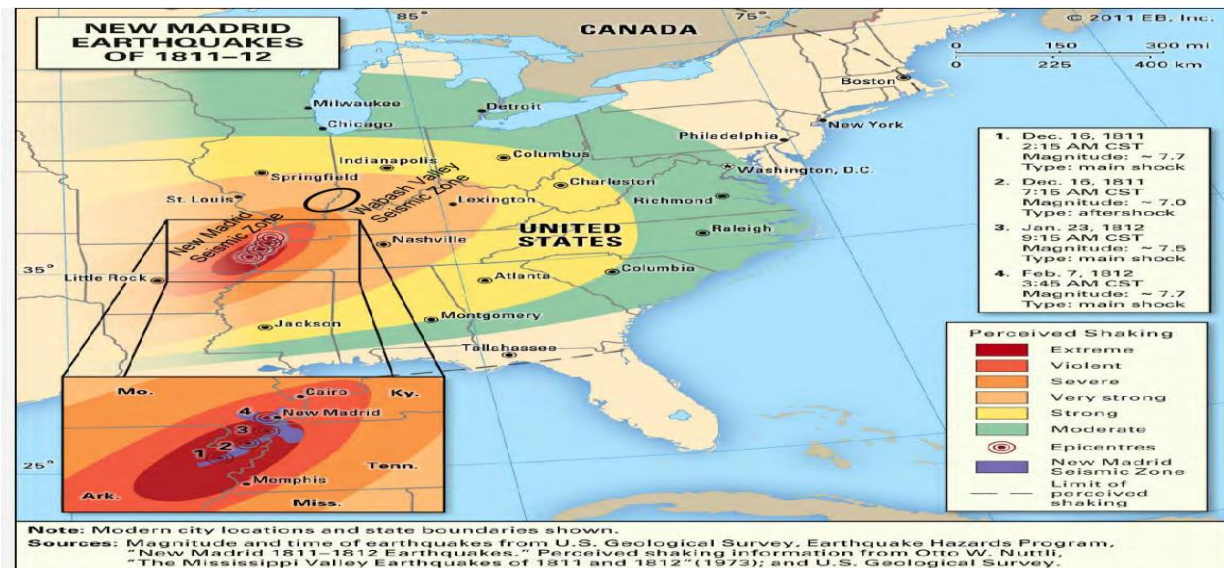 NEW MADRID
EARTHQUAKES
OF 1811–12
85°
75°
CANADA
© 2011 EB, Inc.
0 150 300 mi
0 225 400 km
Boston
Milwaukee
Detroit
Chicago
New York
Philadelphia
Columbus
Indianapolis
Washington, D.C.
Springfield
Charleston
Wabash Valley
Seismic Zone
St. Louis
Lexington
Richmond
New Madrid
Seismic Zone
UNITED
STATES
Raleigh
Nashville
35°
Little Rock
Atlanta
Columbia
Montgomery
Jackson
Tallahassee
1. Dec. 16, 1811
2:15 AM CST
Magnitude: ~ 7.7
Type: main shock
2. Dec. 16, 1811
7:15 AM CST
Magnitude: ~ 7.0
Type: aftershock
3. Jan. 23, 1812
9:15 AM CST
Magnitude: ~ 7.5
Type: main shock
4. Feb. 7, 1812
3:45 AM CST
Magnitude: ~ 7.7
Type: main shock
Perceived Shaking
Extreme
Violent
Severe
Very strong
Strong
Moderate
Epicentres
New Madrid
Seismic Zone
Limit of
perceived
shaking
25°
Mo.
Cairo
Ky.
4
New Madrid
3
2
1
Tenn.
Memphis
Ark.
Miss.
Note: Modern city locations and state boundaries shown.
Sources: Magnitude and time of earthquakes from U.S. Geological Survey, Earthquake Hazards Program,
"New Madrid 1811–1812 Earthquakes." Perceived shaking information from Otto W. Nuttli,
"The Mississippi Valley Earthquakes of 1811 and 1812"(1973); and U.S. Geological Survey.